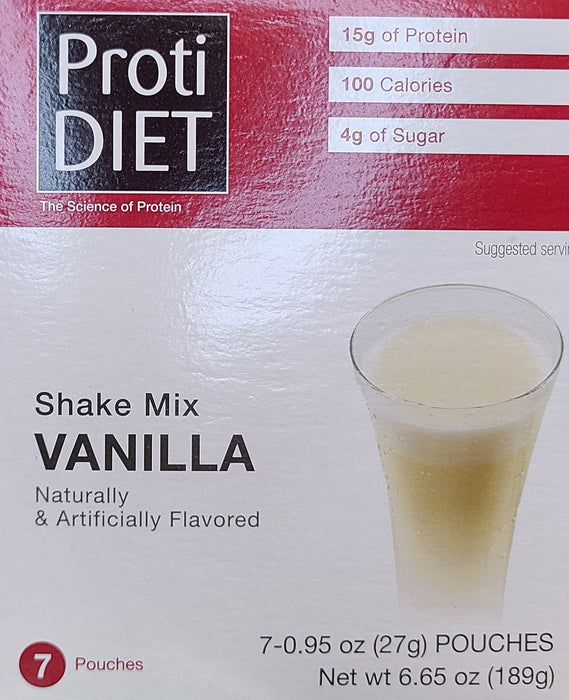 Proti
DIET
The Science of Protein
15g of Protein
100 Calories
4g of Sugar
Suggested
Shake Mix
VANILLA
Naturally
& Artificially Flavored
7 Pouches
7-0.95 oz (27g) POUCHES
Net wt 6.65 oz (189g)